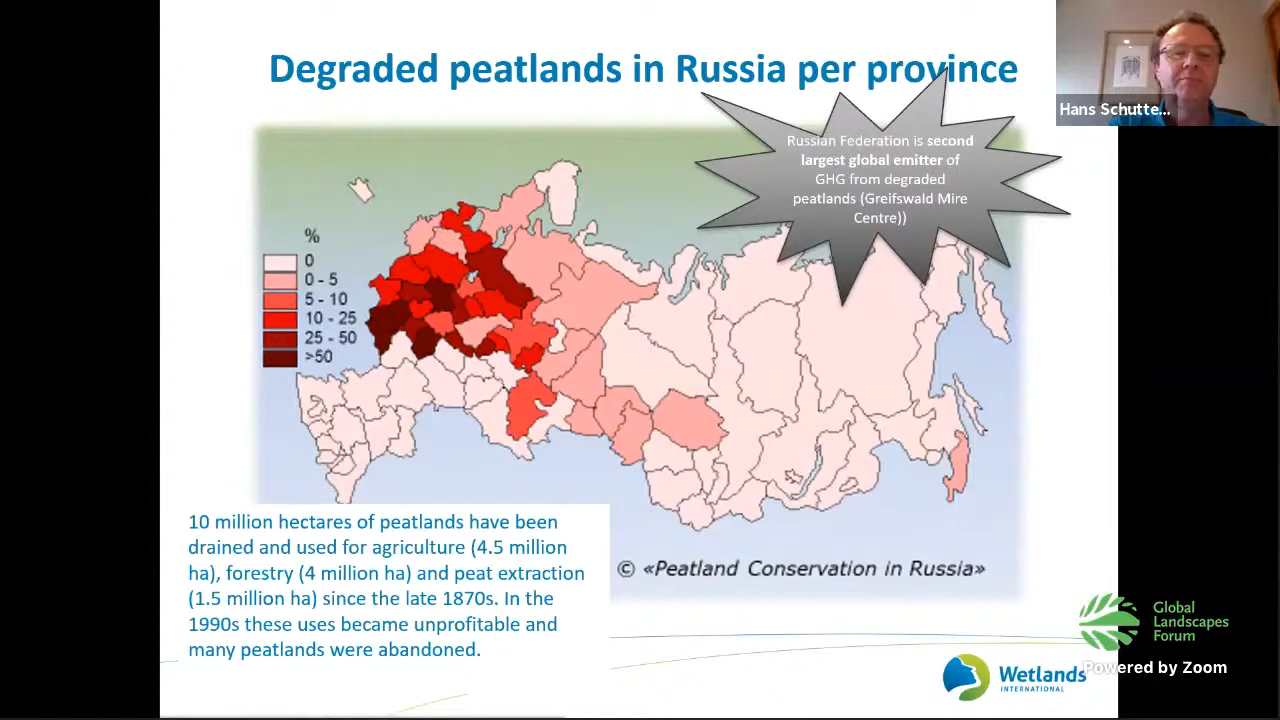 Degraded peatlands in Russia per province
Hans Schutte...
Russian Federation is second
largest global emitter of
GHG from degraded
peatlands (Greifswald Mire
Centre))
%
0
0 - 5
5 - 10
10 - 25
25 - 50
>50
© «Peatland Conservation in Russia»
10 million hectares of peatlands have been
drained and used for agriculture (4.5 million
ha), forestry (4 million ha) and peat extraction
(1.5 million ha) since the late 1870s. In the
1990s these uses became unprofitable and
many peatlands were abandoned.
Global
Landscapes
Forum
Powered by Zoom
Wetlands
INTERNATIONAL